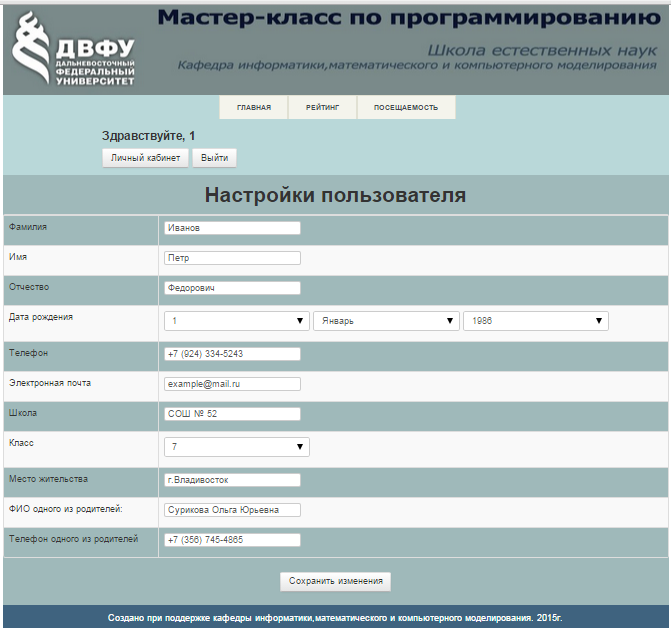 Мастер-класс по программированию
ДВФУ
ДАЛЬНЕВОСТОЧНЫЙ
ФЕДЕРАЛЬНЫЙ
УНИВЕРСИТЕТ
Школа естественных наук
Кафедра информатики,математического и компьютерного моделирования
ГЛАВНАЯ РЕЙТИНГ ПОСЕЩАЕМОСТЬ
Здравствуйте, 1
Личный кабинет Выйти
Настройки пользователя
Фамилия Иванов
Имя Петр
Отчество Федорович
Дата рождения 1 Январь 1986
Телефон +7 (924) 334-5243
Электронная почта example@mail.ru
Школа СОШ № 52
Класс 7
Место жительства г.Владивосток
ФИО одного из родителей: Сурикова Ольга Юрьевна
Телефон одного из родителей +7 (356) 745-4865
Сохранить изменения
Создано при поддержке кафедры информатики,математического и компьютерного моделирования. 2015г.